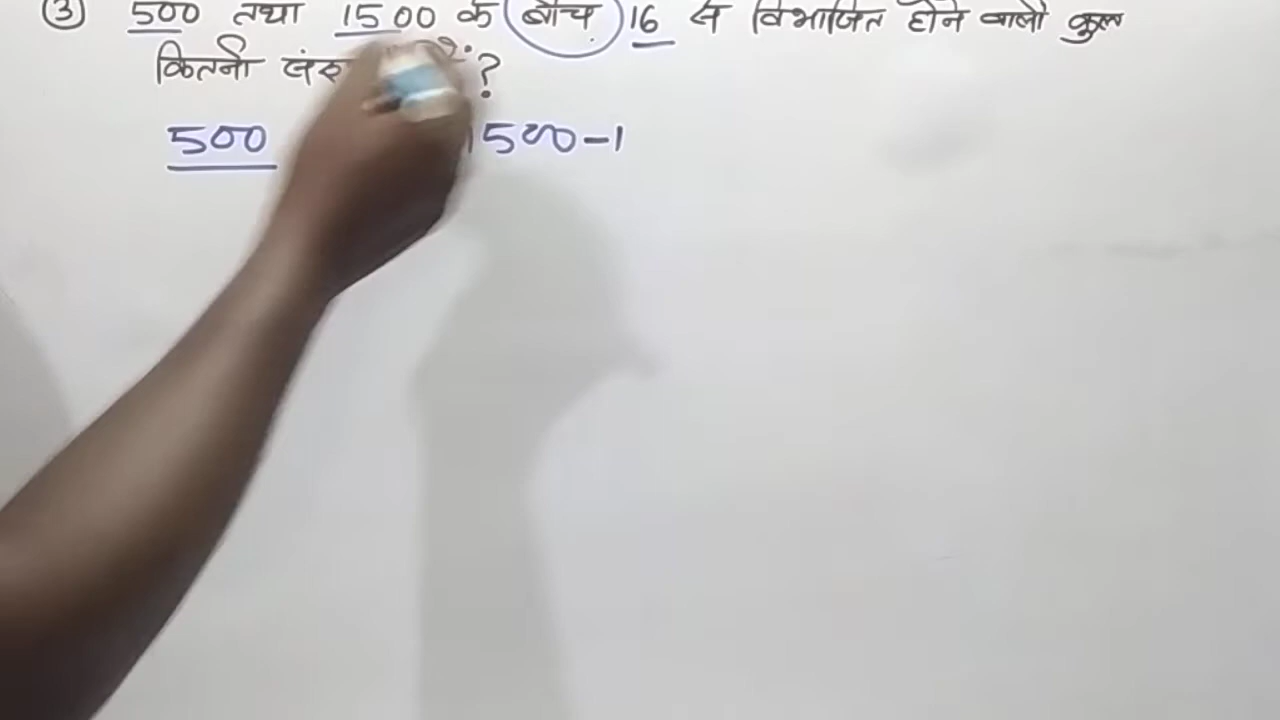 ③ 500 तथा 1500 के बीच 16 से विभाजित होने वाली कुल
कितनी ?
500 1500-1